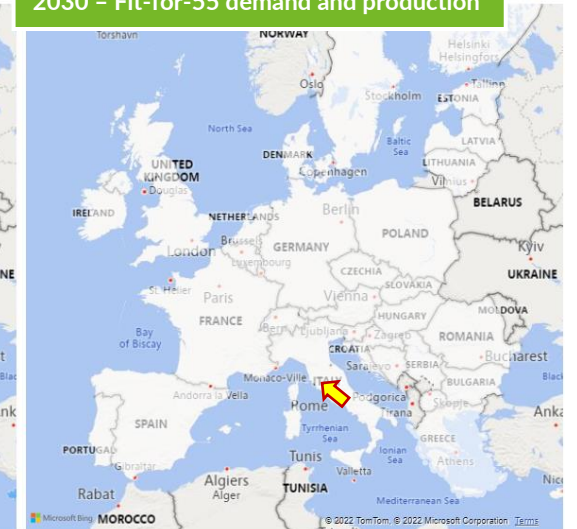 2030 – Fit-for-55 demand and production
Torshavn
NORWAY
Helsinki
Helsingfors
Oslo
Tallinn
Stockholm
ESTONIA
North Sea
Baltic
Sea
LATVIA
DENMARK
LITHUANIA
UNITED
KINGDOM
Copenhagen
Vilnius
Douglas
BELARUS
IRELAND
NETHERLANDS
Berlin
POLAND
London
Brussels
GERMANY
Kyiv
Luxembourg
CZECHIA
UKRAINE
NE
St. Helier
Paris
SLOVAKIA
Vienna
MOLDOVA
FRANCE
HUNGARY
Bern
Ljubljana
Zagreb
ROMANIA
Bay
of Biscay
CROATIA
Bucharest
Sarajevo
SERBIA
Monaco-Ville
ITALY
BULGARIA
Andorra la Vella
Podgorica
Skopje
Rome
Tirana
SPAIN
Tyrrhenian
Sea
GREECE
PORTUGAL
Ionian
Sea
Athens
Gibraltar
Tunis
Algiers
Alger
Valletta
Rabat
TUNISIA
Mediterranean Sea
MOROCCO
Microsoft Bing
© 2022 TomTom, © 2022 Microsoft Corporation Terms